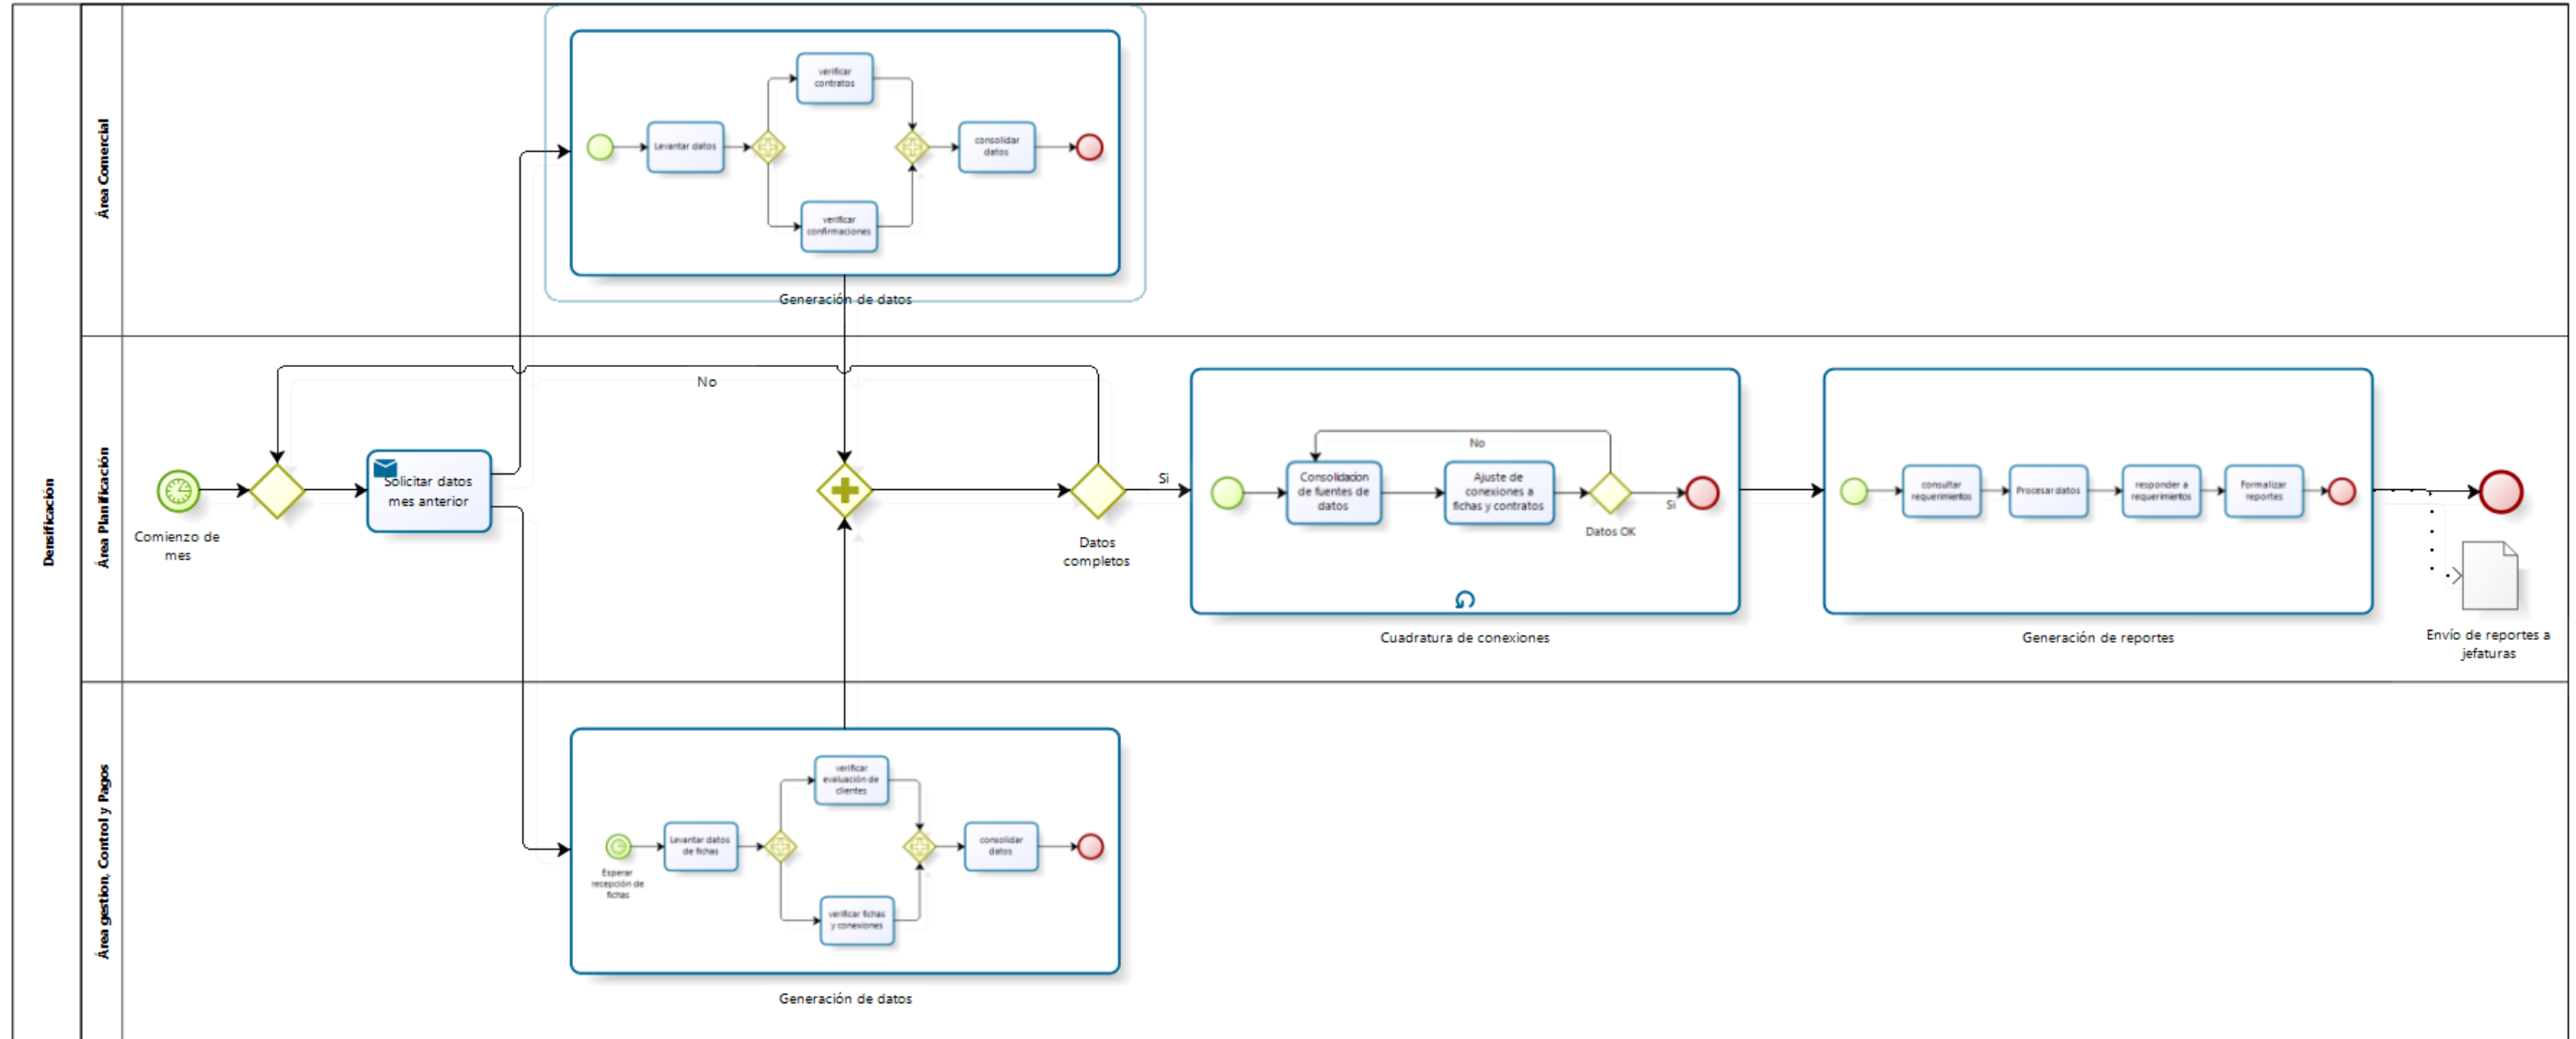 Densificación
Área Comercial
verificar
contratos
Levantar datos
consolidar
datos
verificar
confirmaciones
Generación de datos
Área Planificación
No
Comienzo de
mes
Solicitar datos
mes anterior
Datos
completos
Si
No
Consolidacíon
de fuentes de
datos
Ajuste de
conexiones a
fichas y contratos
Datos OK
Si
Cuadratura de conexiones
consultar
requerimientos
Procesar datos
responder a
requerimientos
Formalizar
reportes
Generación de reportes
Envío de reportes a
jefaturas
Área gestion, Control y Pagos
Esperar
recepción de
fichas
Levantar datos
de fichas
verificar
evaluación de
clientes
verificar fichas
y conexiones
consolidar
datos
Generación de datos